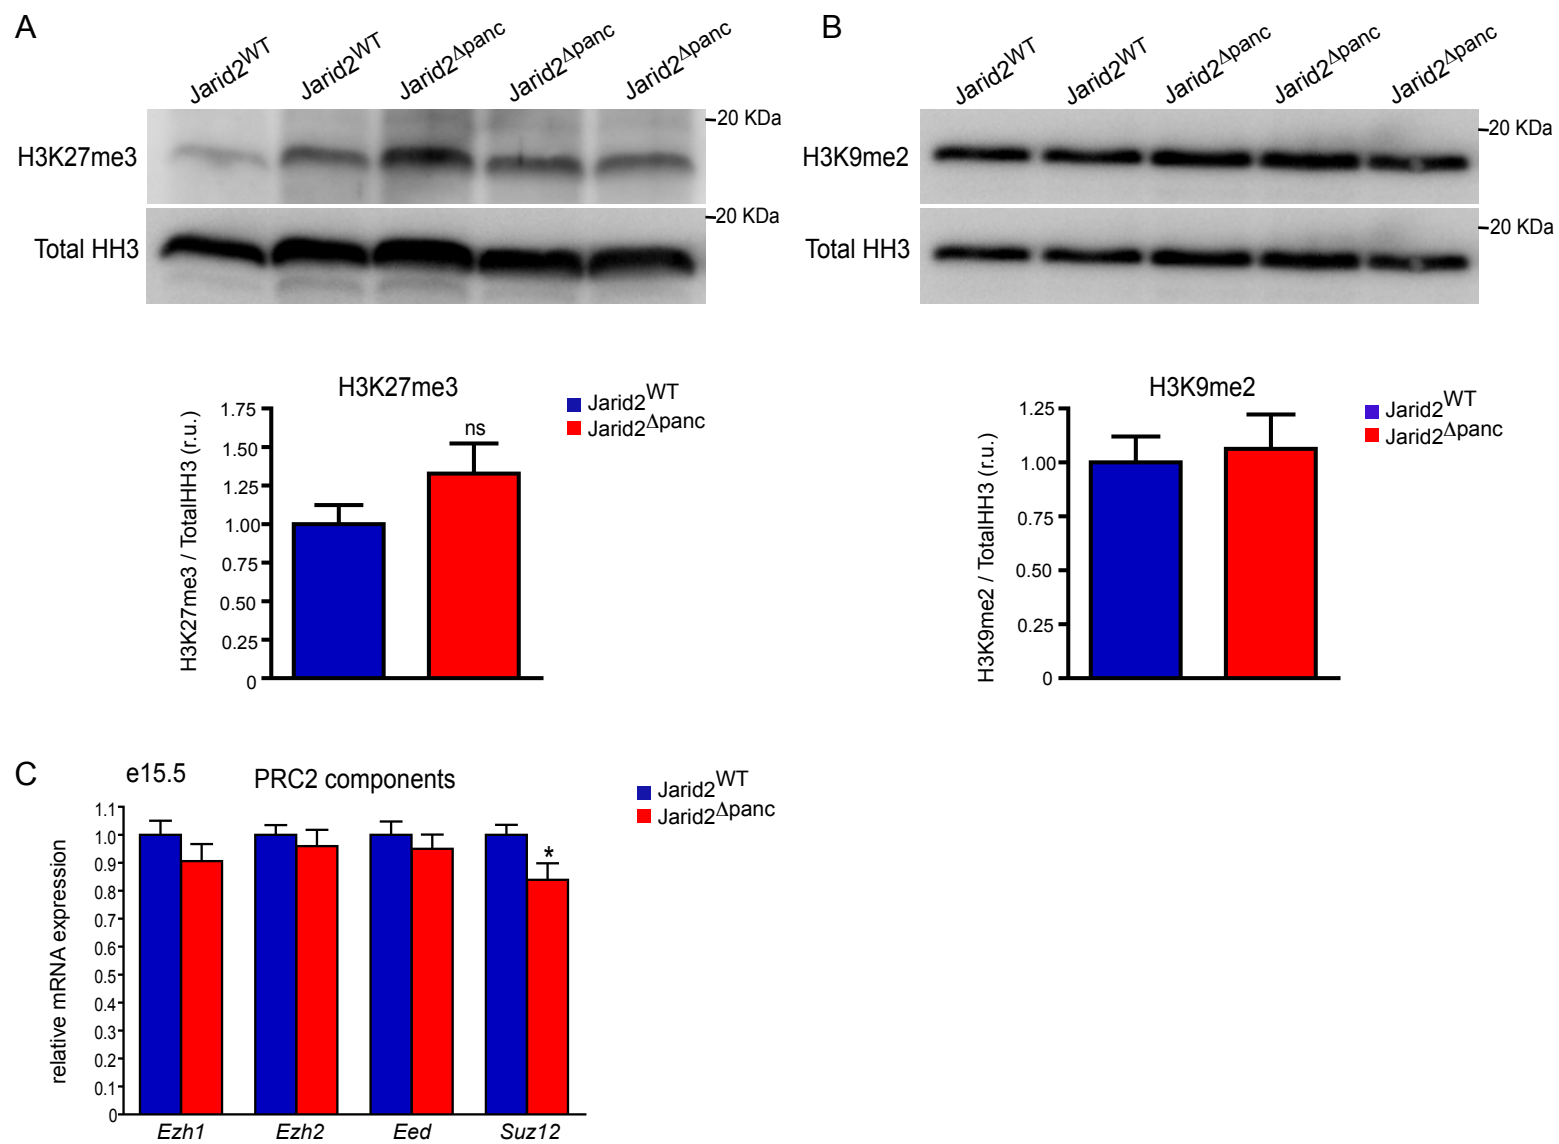 A
Jarid2WT
Jarid2WT
Jarid2Δpanc
Jarid2Δpanc
Jarid2Δpanc
20 KDa
H3K27me3
20 KDa
Total HH3
H3K27me3
Jarid2WT
Jarid2Δpanc
H3K27me3 / TotalHH3 (r.u.)
1.75
1.50
1.25
1.00
0.75
0.50
0.25
0
ns
B
Jarid2WT
Jarid2WT
Jarid2Δpanc
Jarid2Δpanc
Jarid2Δpanc
20 KDa
H3K9me2
20 KDa
Total HH3
H3K9me2
Jarid2WT
Jarid2Δpanc
H3K9me2 / TotalHH3 (r.u.)
1.25
1.00
0.75
0.50
0.25
0
C
e15.5
PRC2 components
Jarid2WT
Jarid2Δpanc
relative mRNA expression
1.1
1.0
0.9
0.8
0.7
0.6
0.5
0.4
0.3
0.2
0.1
0
*
Ezh1 Ezh2 Eed Suz12